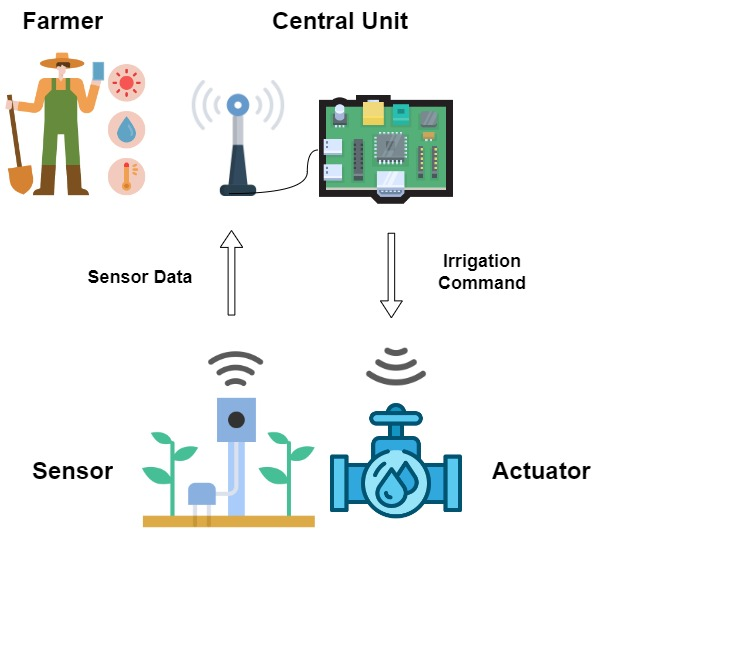 Farmer
Central Unit
Sensor Data
Irrigation
Command
Sensor
Actuator